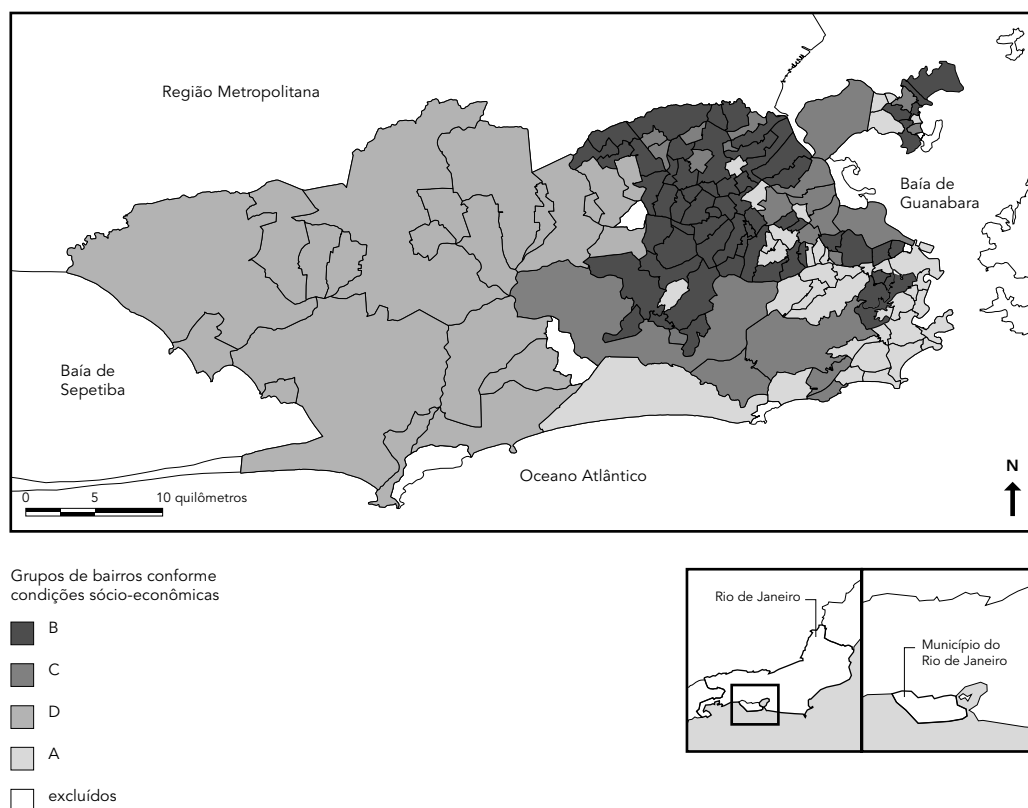 Região Metropolitana
Baía de
Guanabara
Baía de
Sepetiba
Oceano Atlântico
N
0 5 10 quilômetros
Grupos de bairros conforme
condições sócio-econômicas
B
C
D
A
excluídos
Rio de Janeiro
Município do
Rio de Janeiro